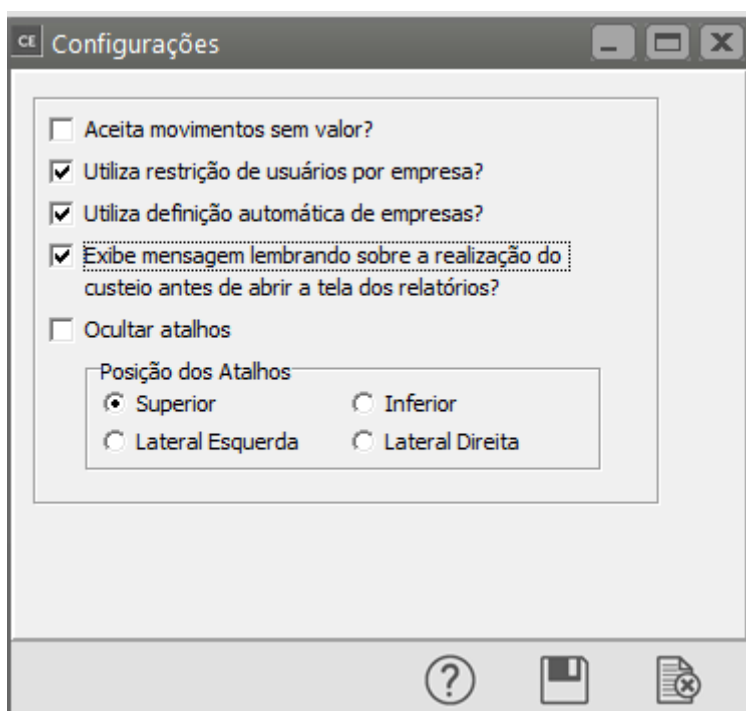 CE Configurações
Aceita movimentos sem valor?
Utiliza restrição de usuários por empresa?
Utiliza definição automática de empresas?
Exibe mensagem lembrando sobre a realização do
custeio antes de abrir a tela dos relatórios?
Ocultar atalhos
Posição dos Atalhos
Superior Inferior
Lateral Esquerda Lateral Direita
?